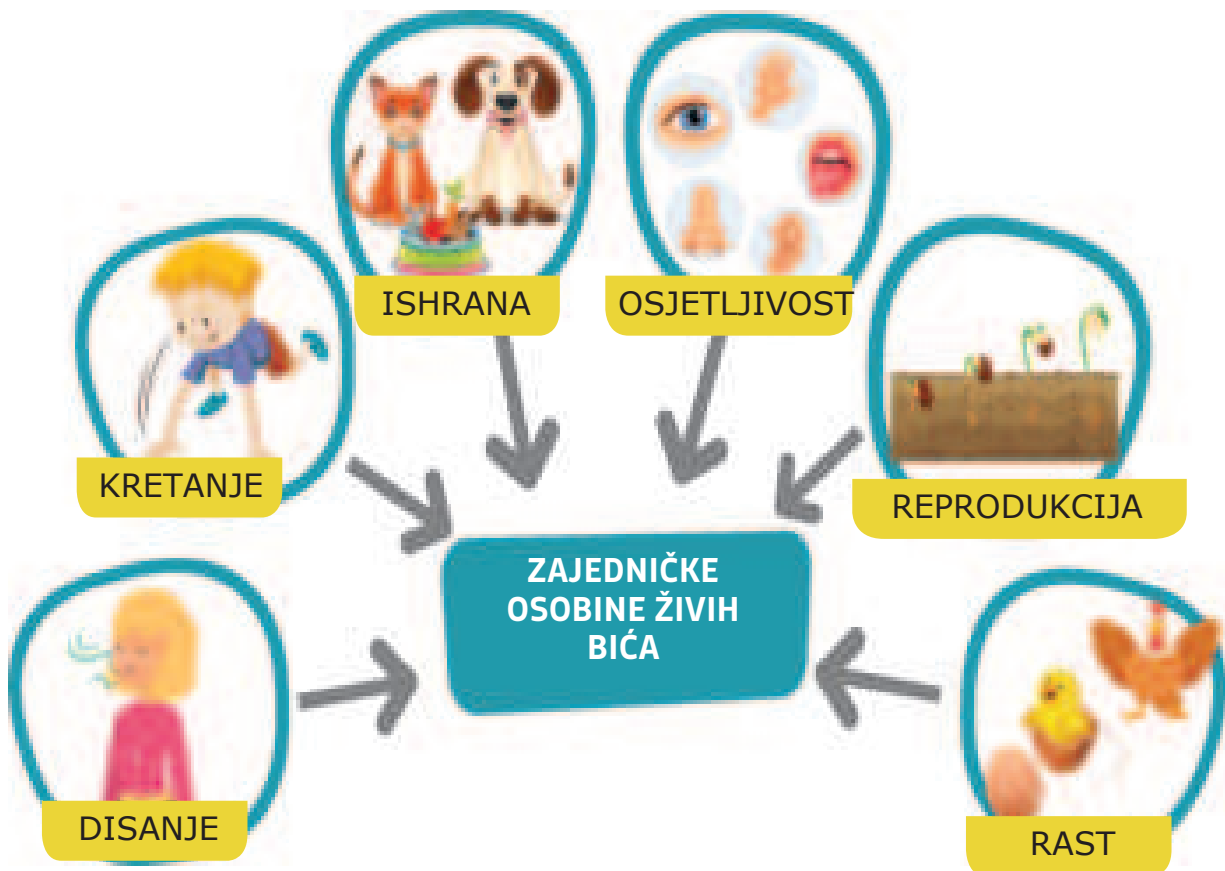 ISHRANA
OSJETLJIVOST
KRETANJE
REPRODUKCIJA
ZAJEDNIČKE
OSOBINE ŽIVIH
BIĆA
DISANJE
RAST